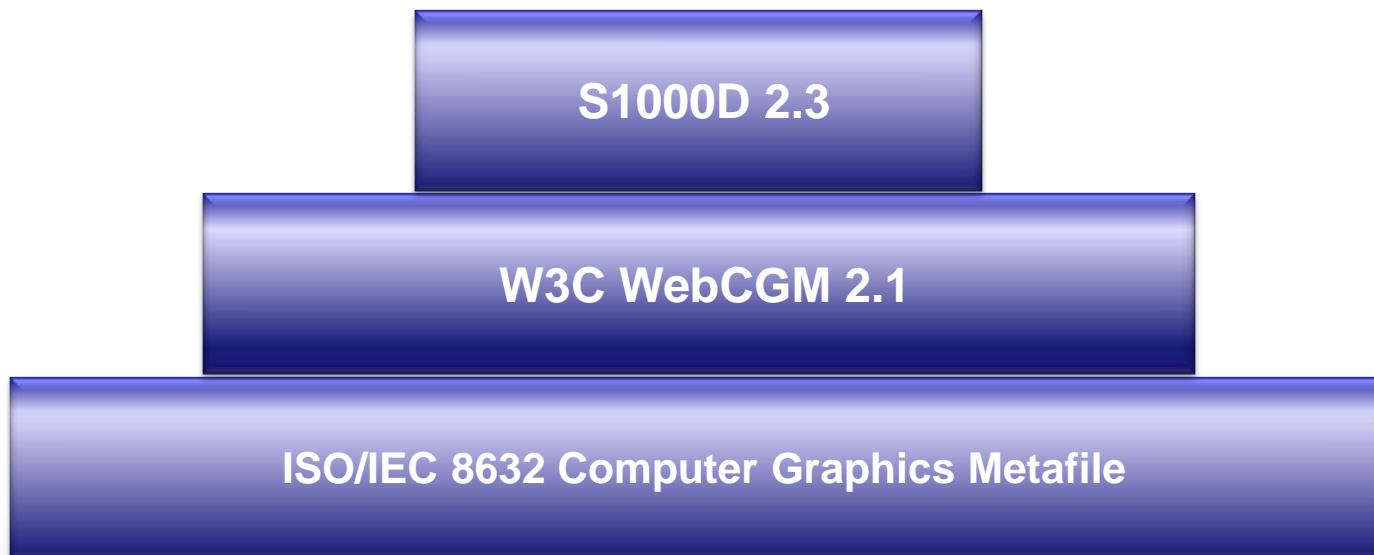 S1000D 2.3
W3C WebCGM 2.1
ISO/IEC 8632 Computer Graphics Metafile